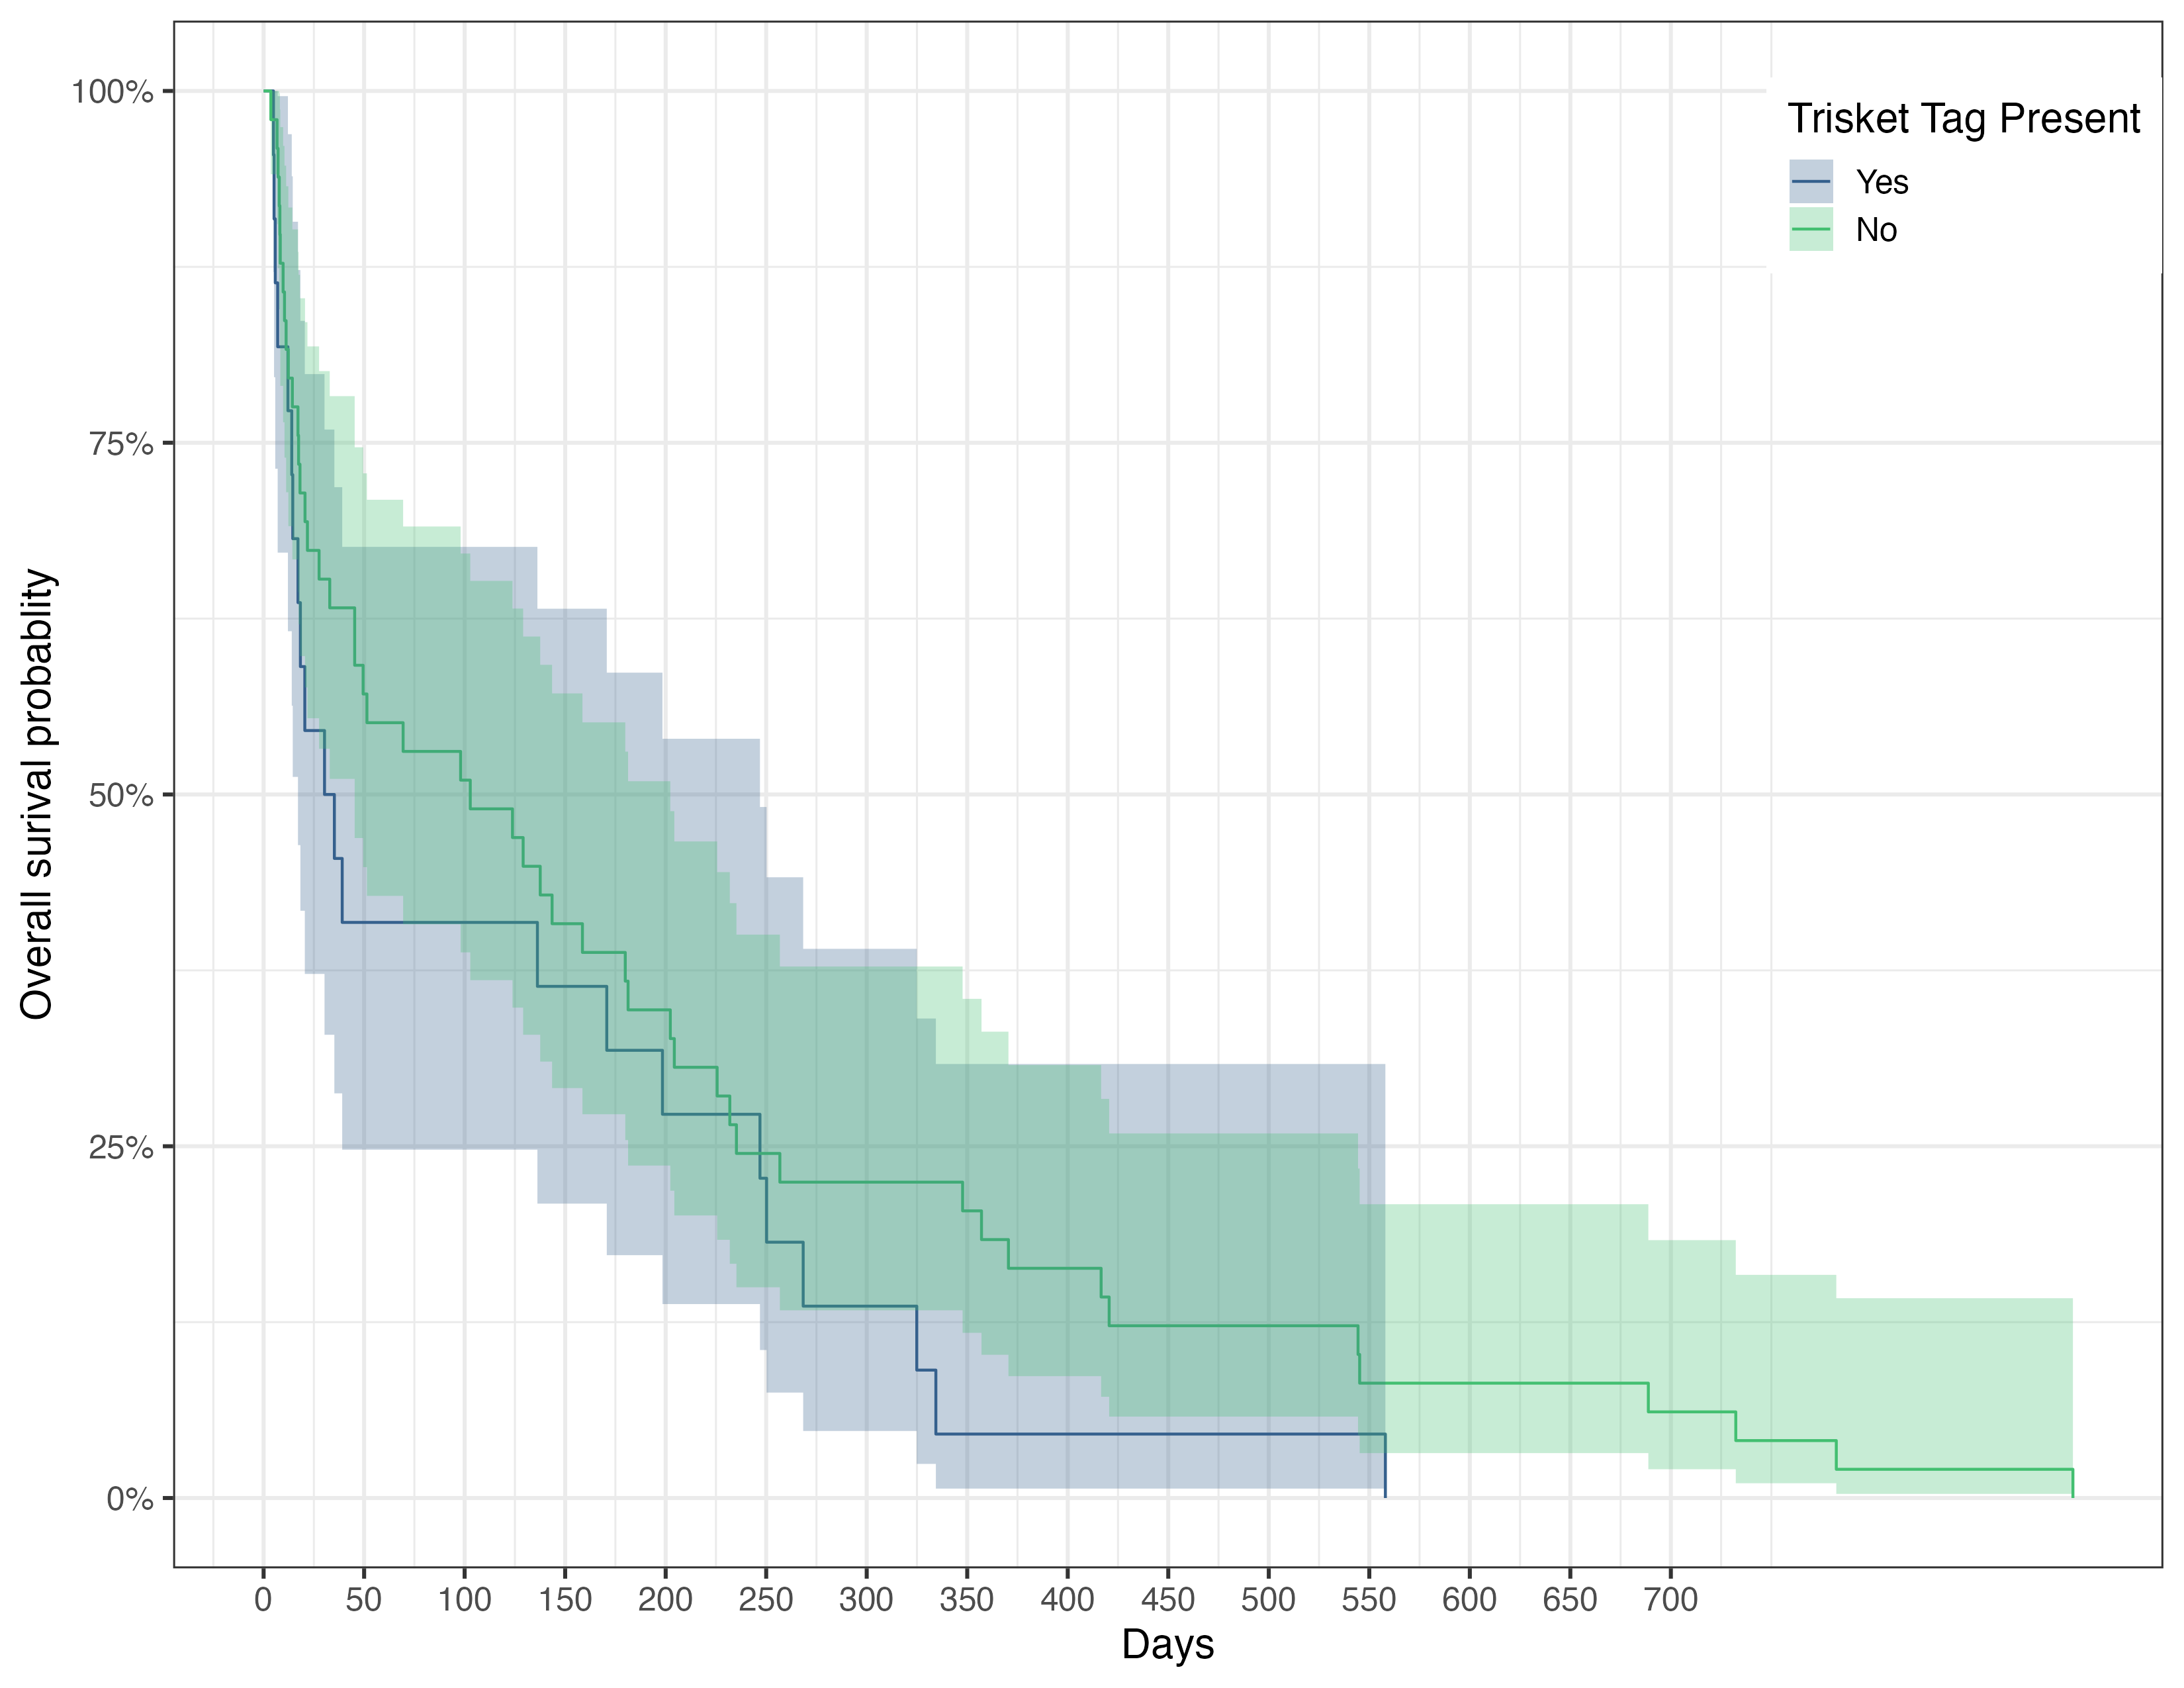 100%
75%
50%
25%
0%
Overall surival probablity
Trisket Tag Present
Yes
No
0 50 100 150 200 250 300 350 400 450 500 550 600 650 700
Days